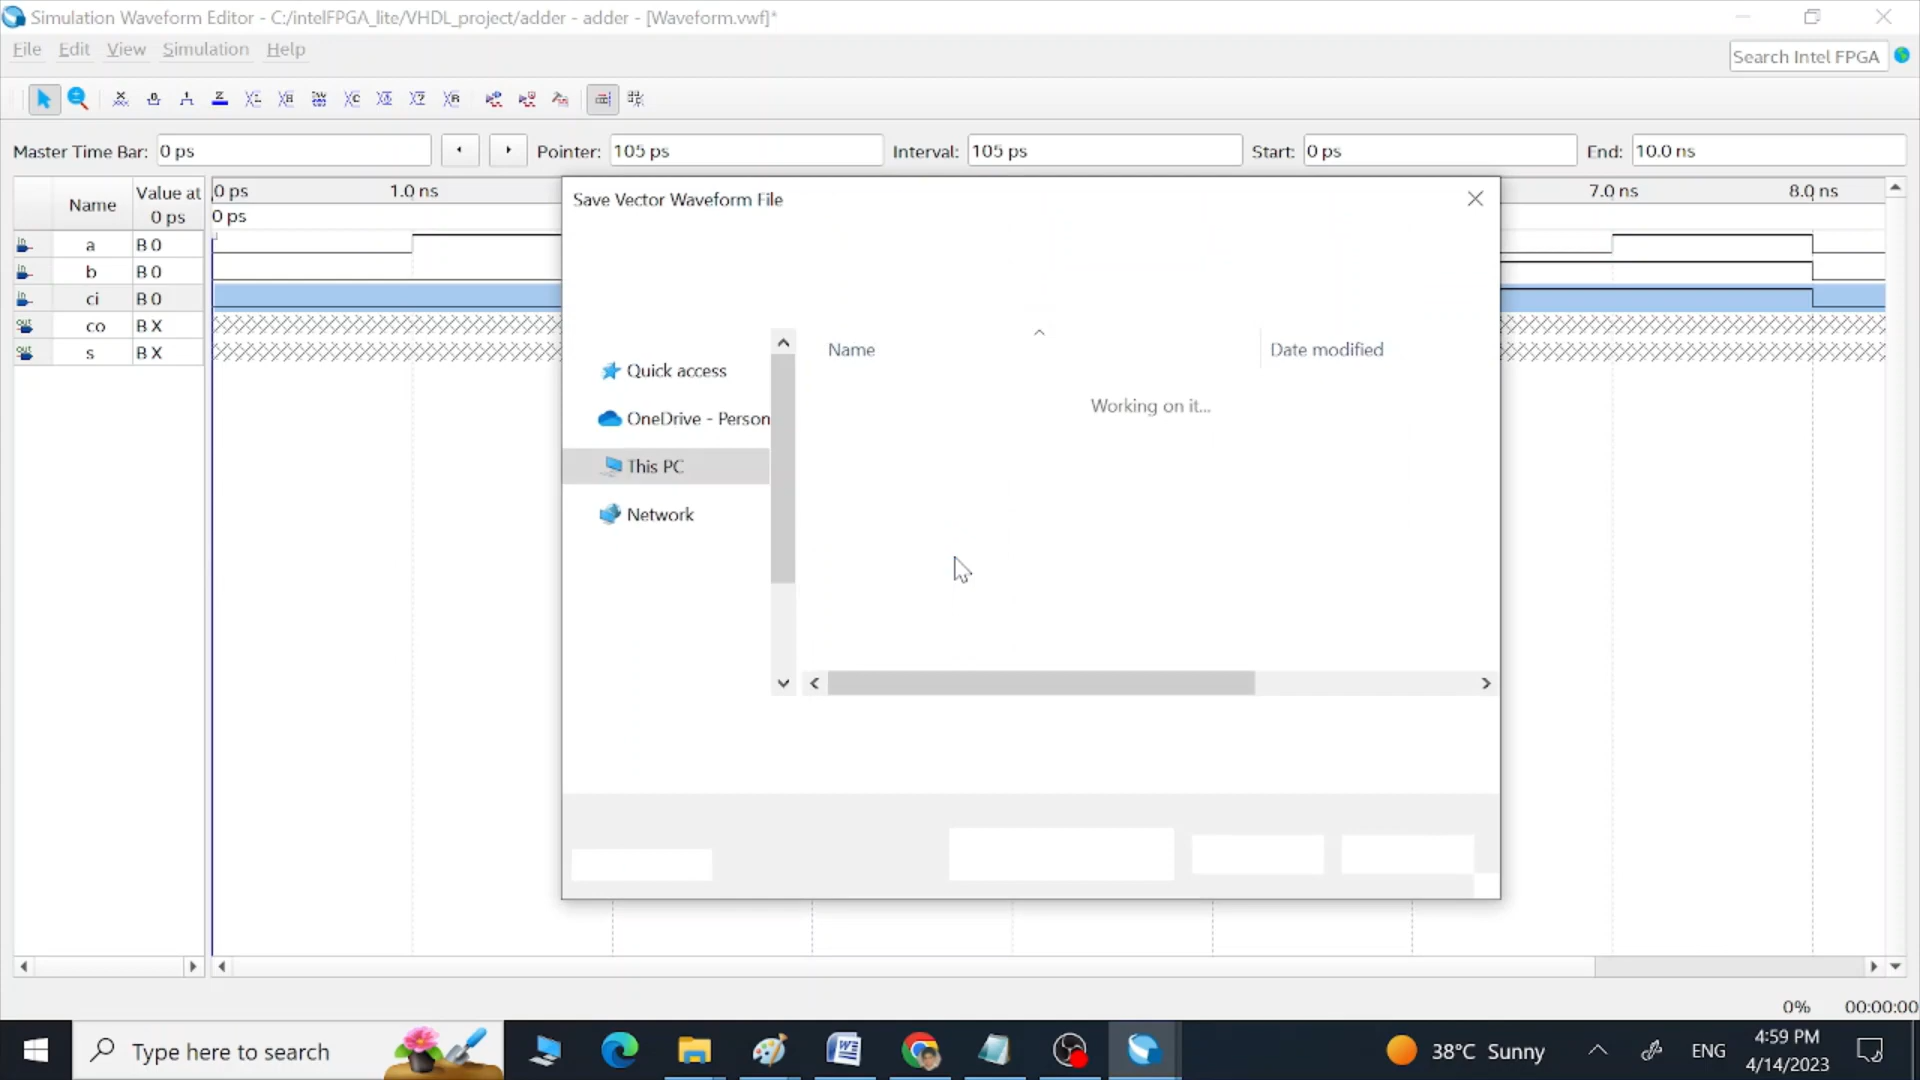 Simulation Waveform Editor - C:/intelFPGA_lite/VHDL_project/adder - adder - [Waveform.vwf]*
File Edit View Simulation Help
Search Intel FPGA
Master Time Bar: 0 ps Pointer: 105 ps Interval: 105 ps Start: 0 ps End: 10.0 ns
Name
Value at
0 ps
0 ps 1.0 ns 7.0 ns 8.0 ns
0 ps
a B 0
b B 0
ci B 0
co B X
s B X
Save Vector Waveform File
Name Date modified
Working on it...
Quick access
OneDrive - Person
This PC
Network
0% 00:00:00
Type here to search
38°C Sunny
ENG
4:59 PM
4/14/2023